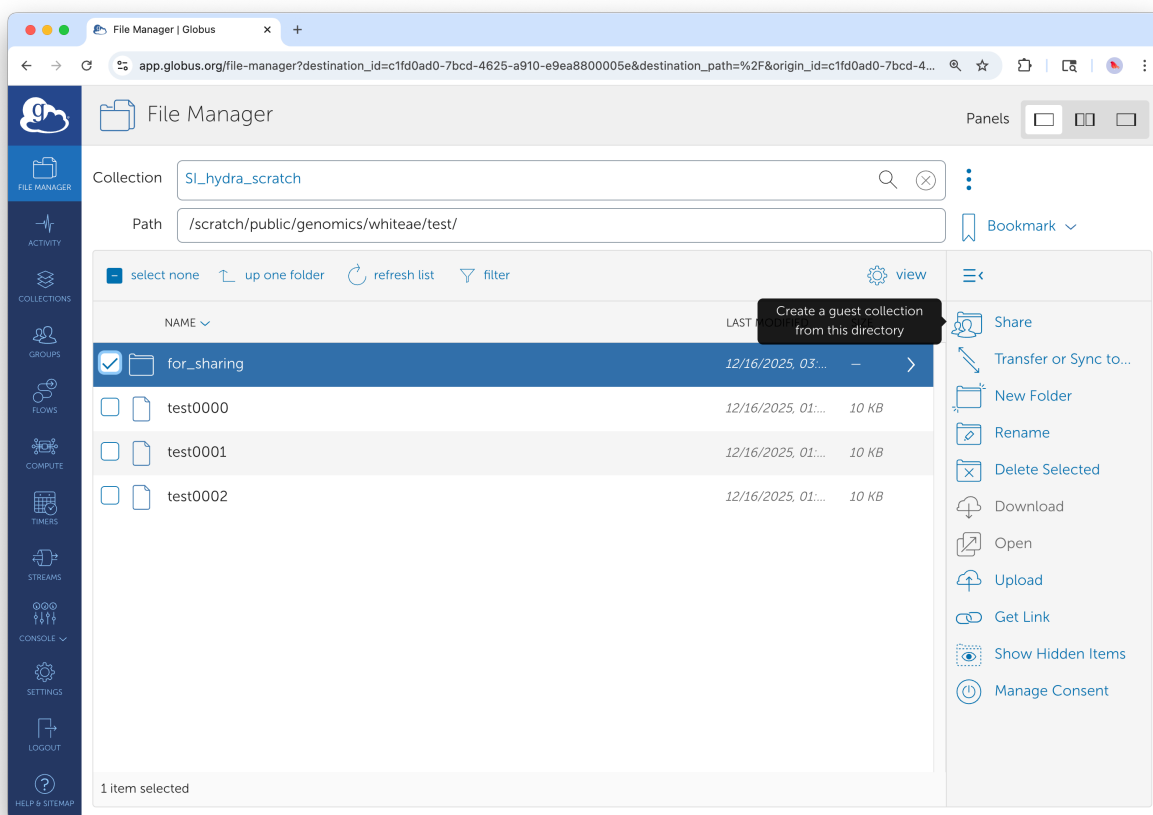 File Manager | Globus
app.globus.org/file-manager?destination_id=c1fd0ad0-7bcd-4625-a910-e9ea8800005e&destination_path=%2F&origin_id=c1fd0ad0-7bcd-4...
g
File Manager
Panels
FILE MANAGER
ACTIVITY
COLLECTIONS
GROUPS
FLOWS
COMPUTE
TIMERS
STREAMS
CONSOLE
SETTINGS
LOGOUT
HELP & SITEMAP
Collection
SI_hydra_scratch
Path
/scratch/public/genomics/whiteae/test/
Bookmark
select none
up one folder
refresh list
filter
view
NAME
LAST MODIFIED
SIZE
Create a guest collection
from this directory
for_sharing 12/16/2025, 03:... —
test0000 12/16/2025, 01:... 10 KB
test0001 12/16/2025, 01:... 10 KB
test0002 12/16/2025, 01:... 10 KB
1 item selected
Share
Transfer or Sync to...
New Folder
Rename
Delete Selected
Download
Open
Upload
Get Link
Show Hidden Items
Manage Consent